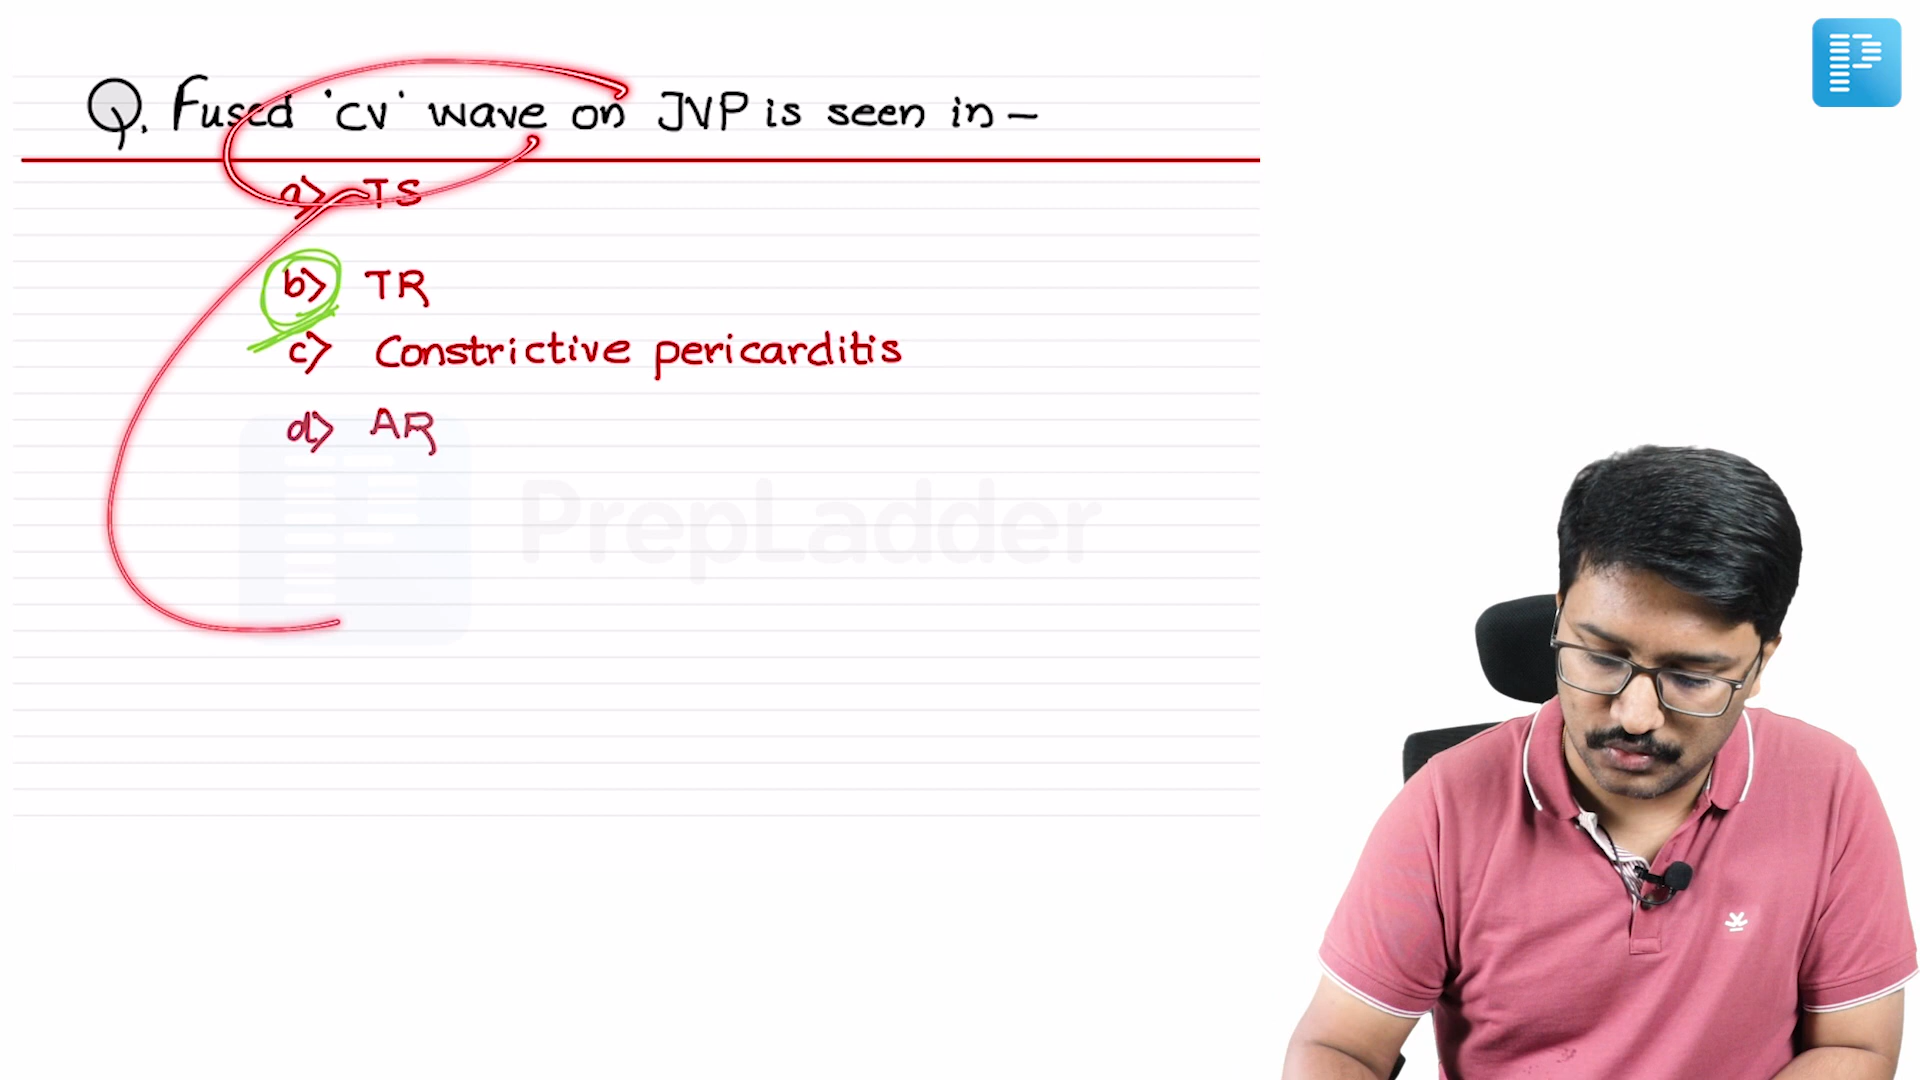 Q. Fused 'cv' wave on JVP is seen in –
a) TS
b) TR
c) Constrictive pericarditis
d) AR
PrepLadder